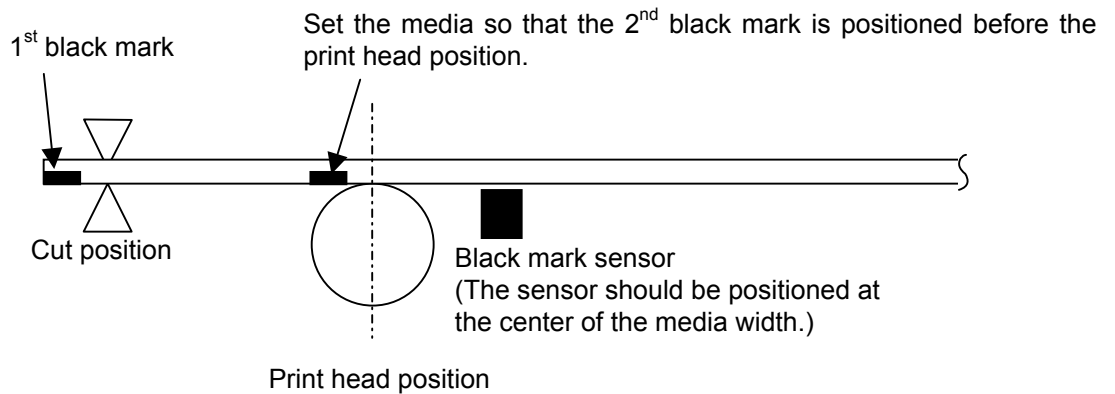 1st black mark
Set the media so that the 2nd black mark is positioned before the
print head position.
Cut position
Black mark sensor
(The sensor should be positioned at
the center of the media width.)
Print head position